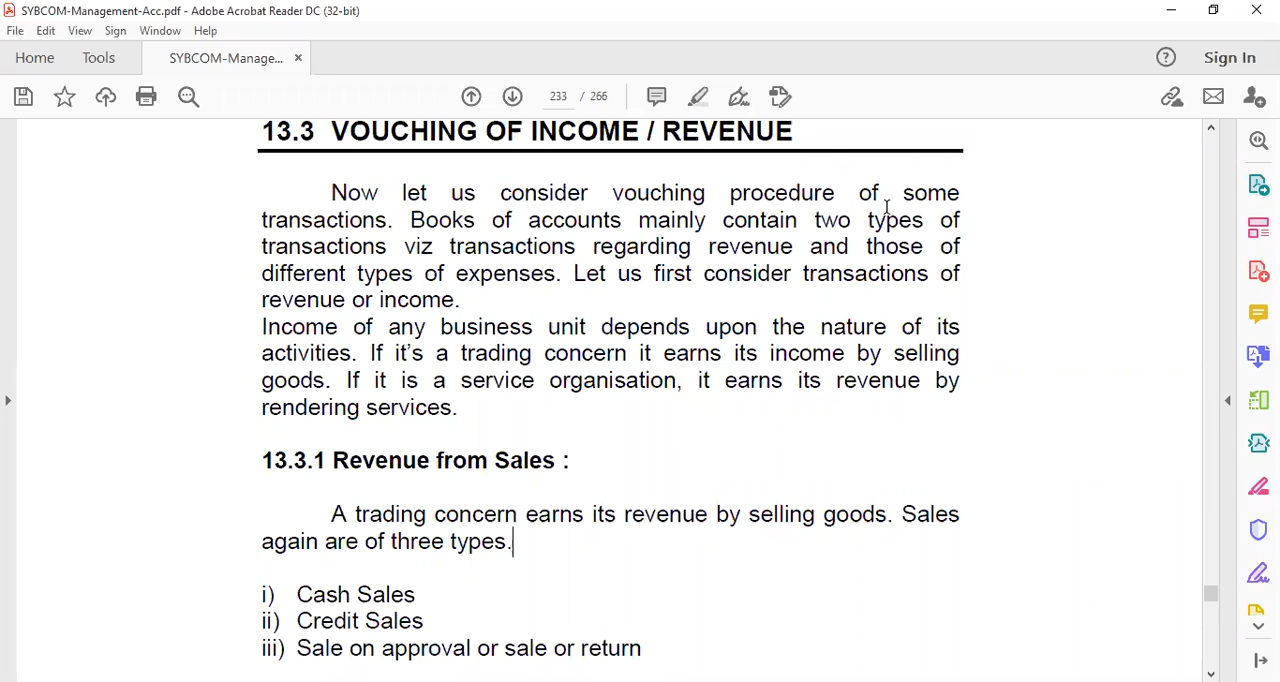 SYBCOM-Management-Acc.pdf - Adobe Acrobat Reader DC (32-bit)
File Edit View Sign Window Help
Home Tools SYBCOM-Manage... × Sign In
233 / 266
13.3 VOUCHING OF INCOME / REVENUE
Now let us consider vouching procedure of some
transactions. Books of accounts mainly contain two types of
transactions viz transactions regarding revenue and those of
different types of expenses. Let us first consider transactions of
revenue or income.
Income of any business unit depends upon the nature of its
activities. If it's a trading concern it earns its income by selling
goods. If it is a service organisation, it earns its revenue by
rendering services.
13.3.1 Revenue from Sales :
A trading concern earns its revenue by selling goods. Sales
again are of three types.
i) Cash Sales
ii) Credit Sales
iii) Sale on approval or sale or return